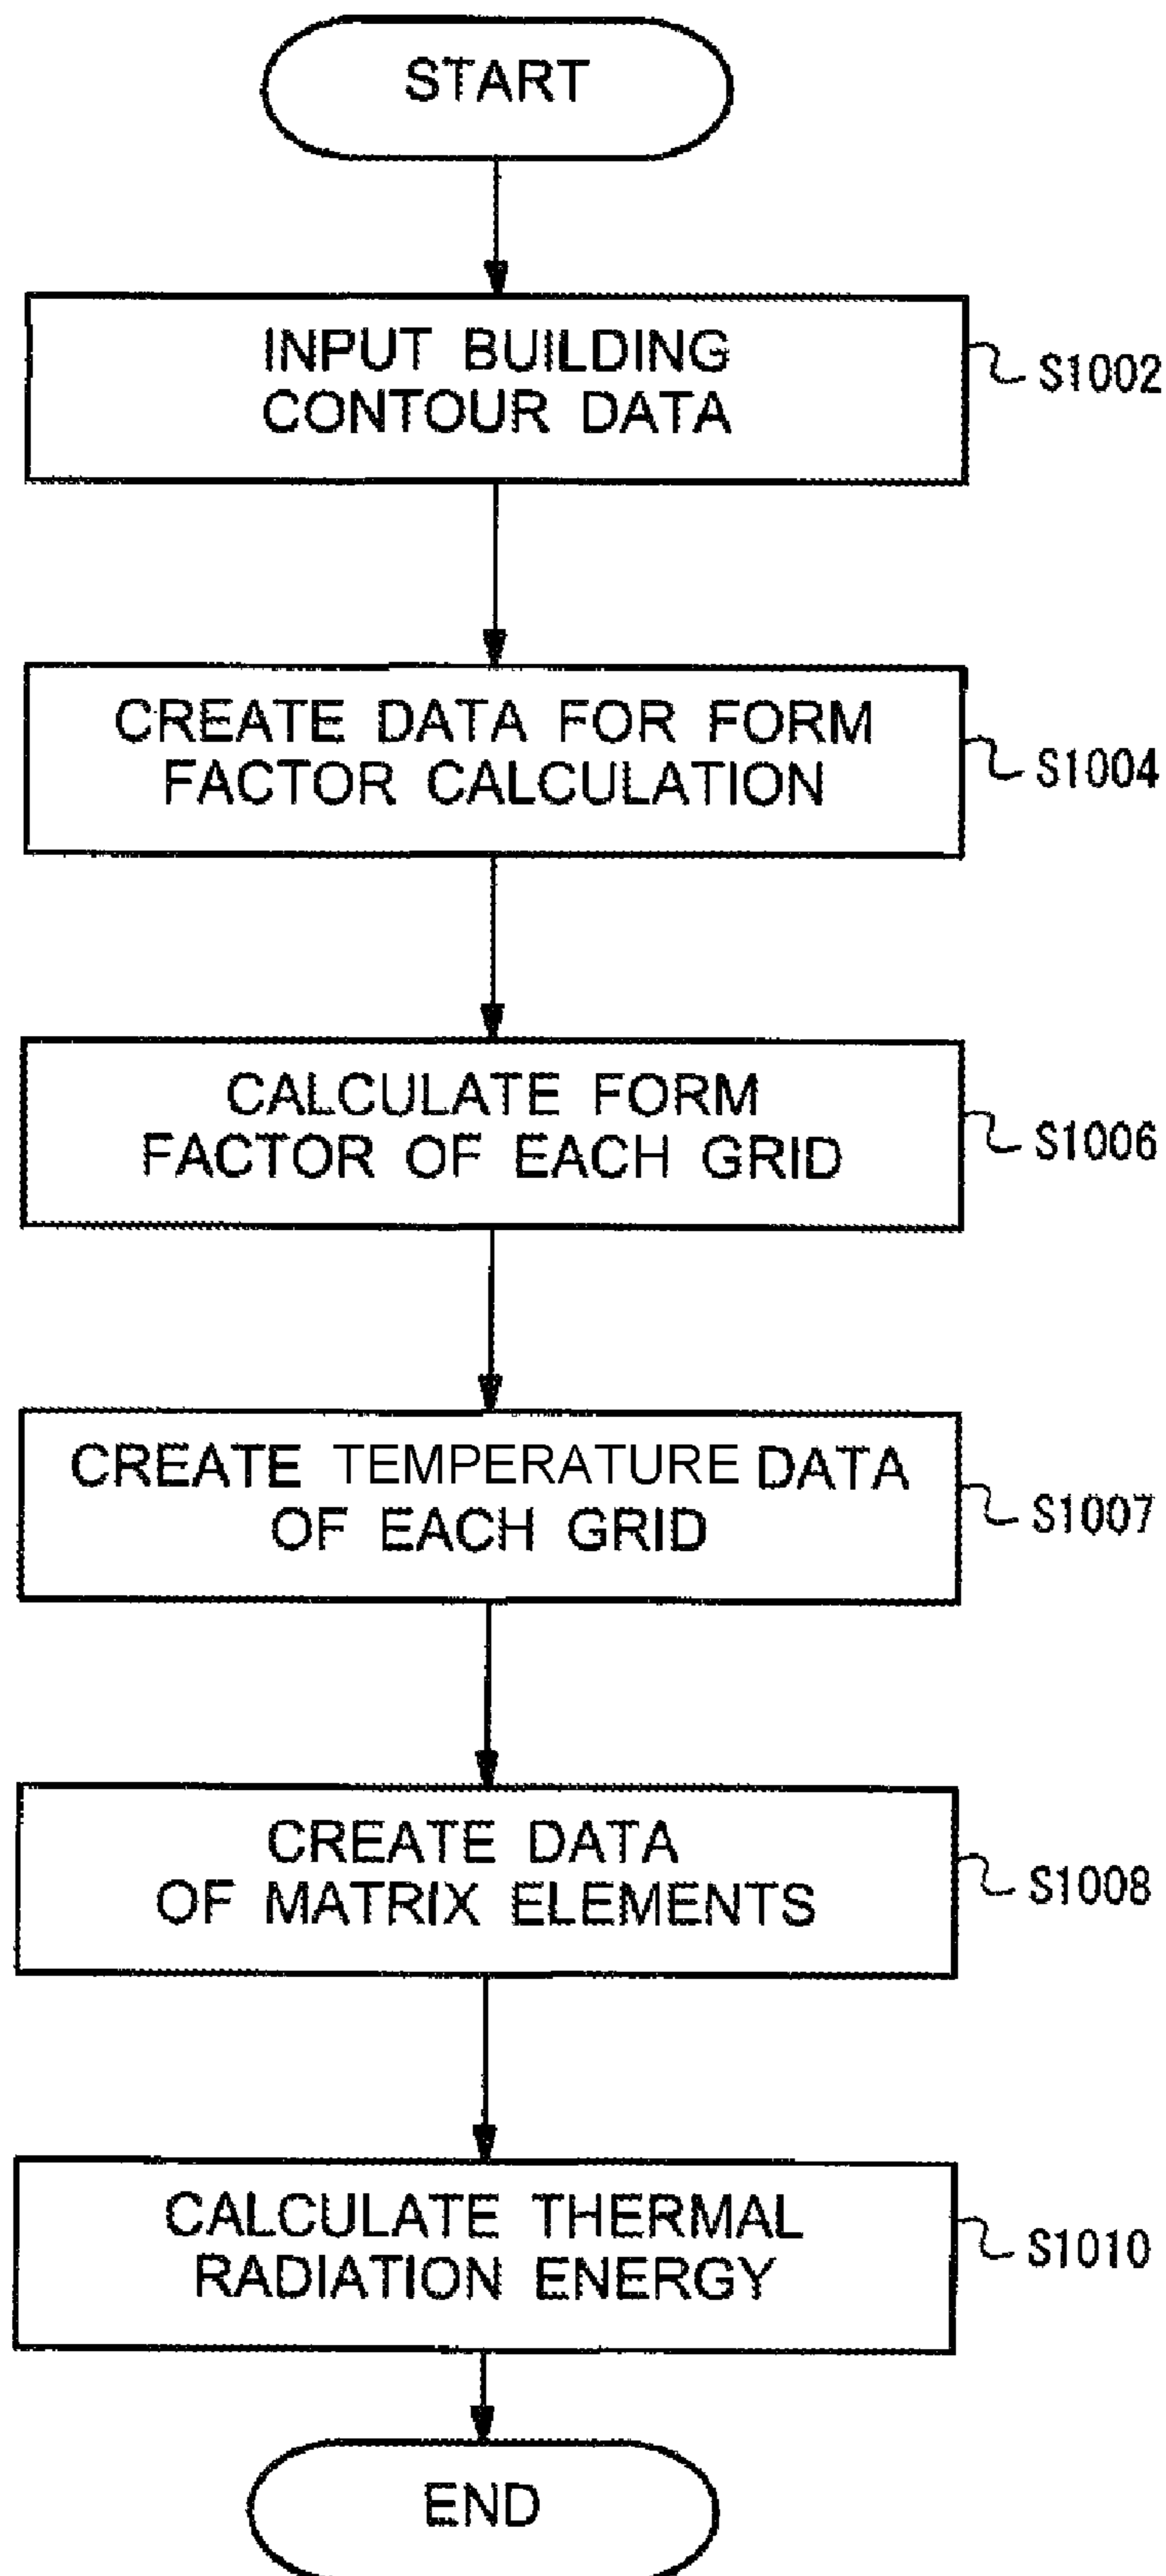 START
INPUT BUILDING
CONTOUR DATA
S1002
CREATE DATA FOR FORM
FACTOR CALCULATION
S1004
CALCULATE FORM
FACTOR OF EACH GRID
S1006
CREATE TEMPERATURE DATA
OF EACH GRID
S1007
CREATE DATA
OF MATRIX ELEMENTS
S1008
CALCULATE THERMAL
RADIATION ENERGY
S1010
END